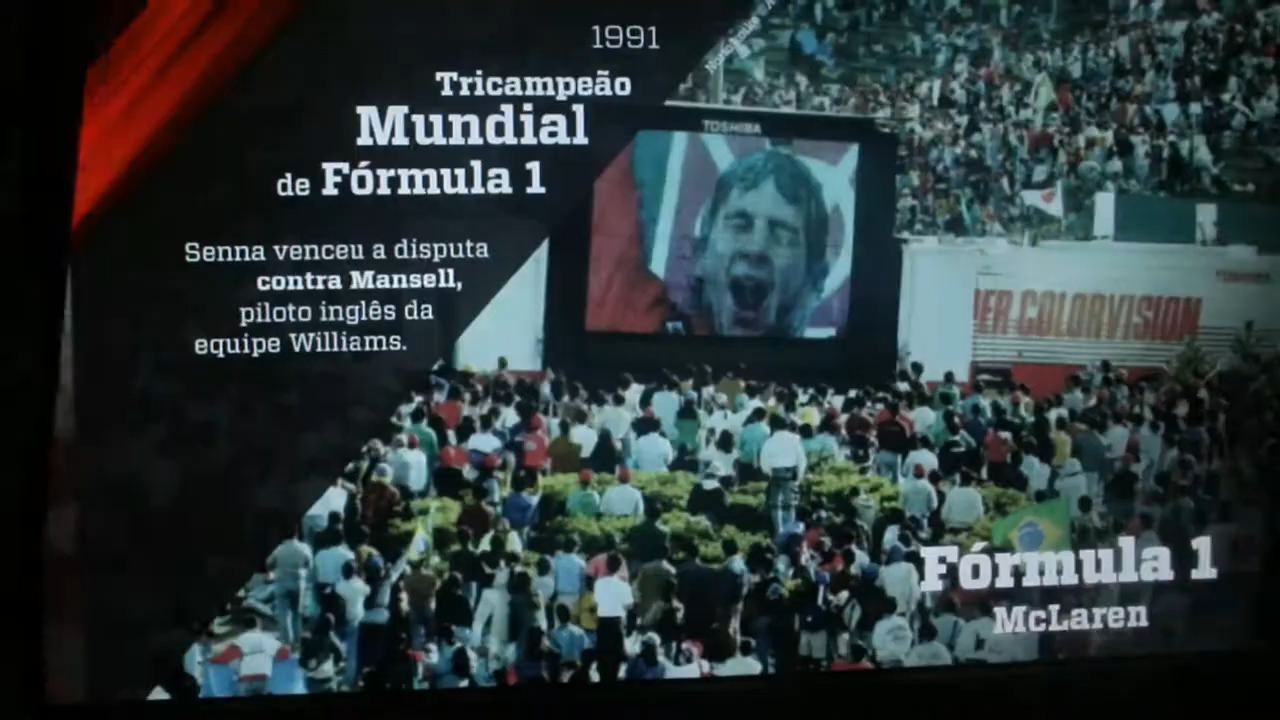 1991
Tricampeão
Mundial
de Fórmula 1
Senna venceu a disputa
contra Mansell,
piloto inglês da
equipe Williams.
TOSHIBA
COLORVISION
Fórmula 1
McLaren